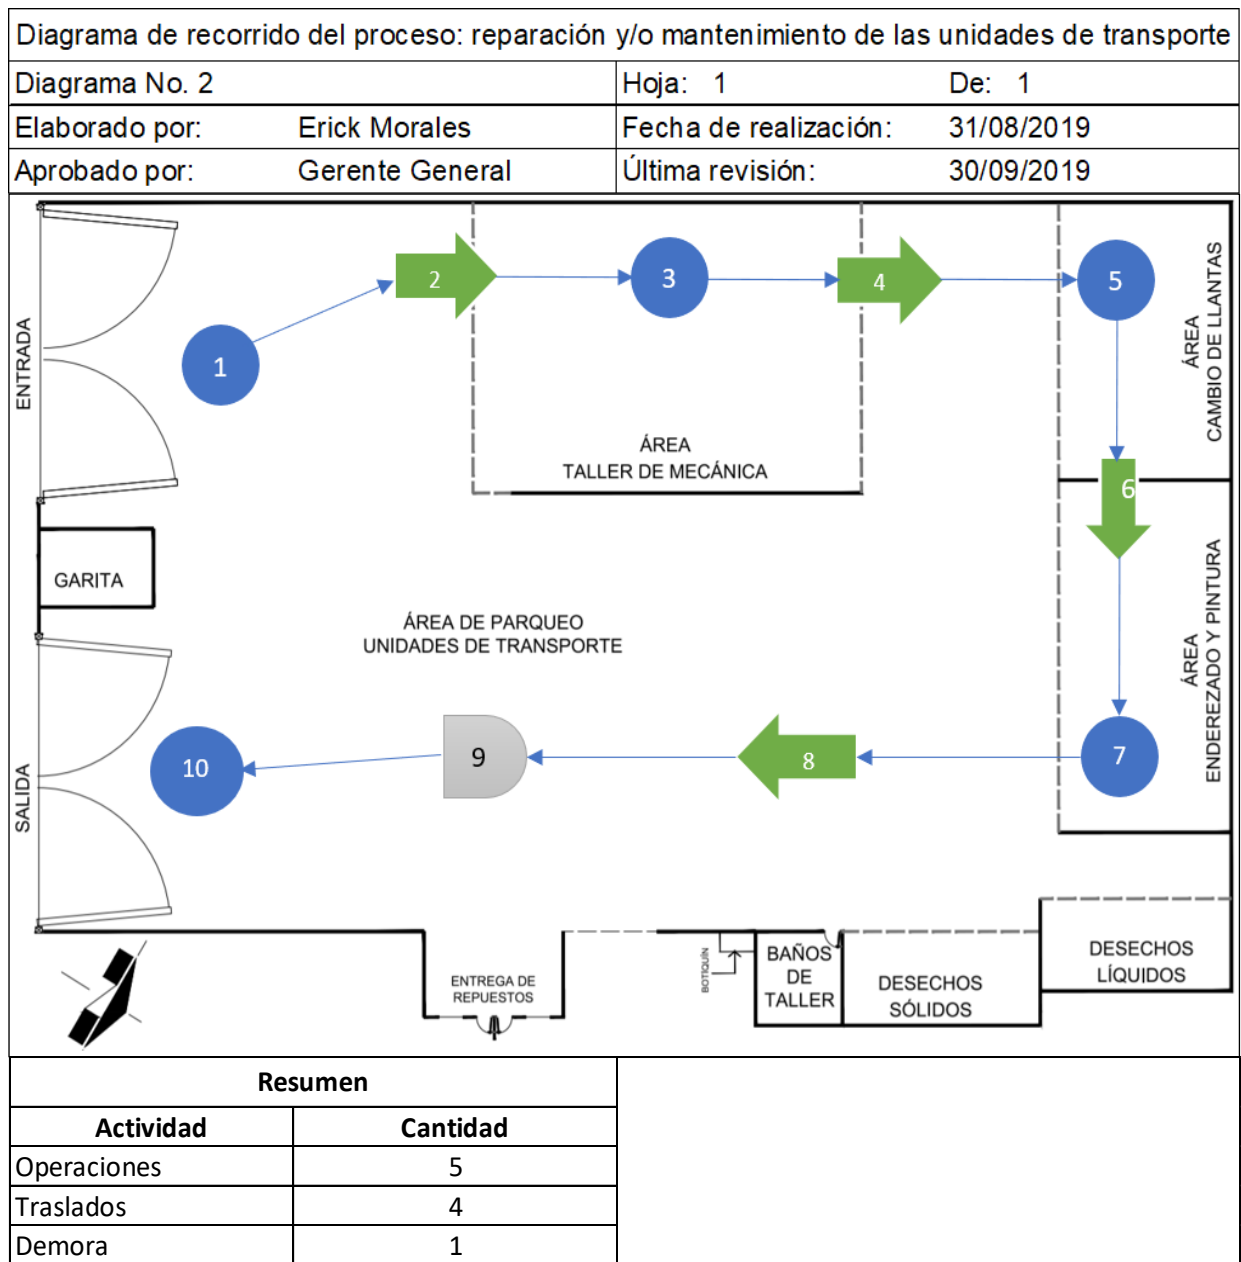 Diagrama de recorrido del proceso: reparación y/o mantenimiento de las unidades de transporte
Diagrama No. 2 Hoja: 1 De: 1
Elaborado por: Erick Morales Fecha de realización: 31/08/2019
Aprobado por: Gerente General Última revisión: 30/09/2019
ENTRADA
1
2
3
4
5
ÁREA
CAMBIO DE LLANTAS
ÁREA
TALLER DE MECÁNICA
6
GARITA
ÁREA DE PARQUEO
UNIDADES DE TRANSPORTE
ÁREA
ENDEREZADO Y PINTURA
SALIDA
10
9
8
7
ENTREGA DE
REPUESTOS
BOTIQUÍN
BAÑOS
DE
TALLER
DESECHOS
SÓLIDOS
DESECHOS
LÍQUIDOS
Resumen
Actividad Cantidad
Operaciones 5
Traslados 4
Demora 1